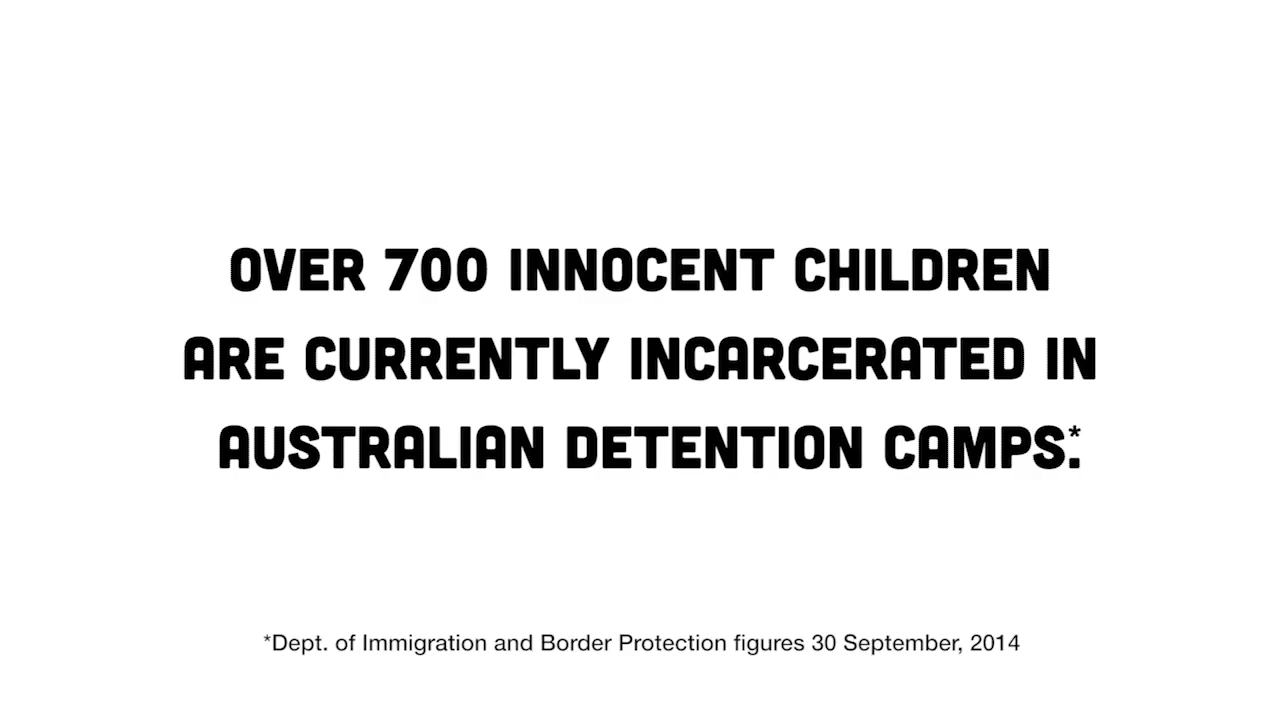 OVER 700 INNOCENT CHILDREN
ARE CURRENTLY INCARCERATED IN
AUSTRALIAN DETENTION CAMPS.*
*Dept. of Immigration and Border Protection figures 30 September, 2014